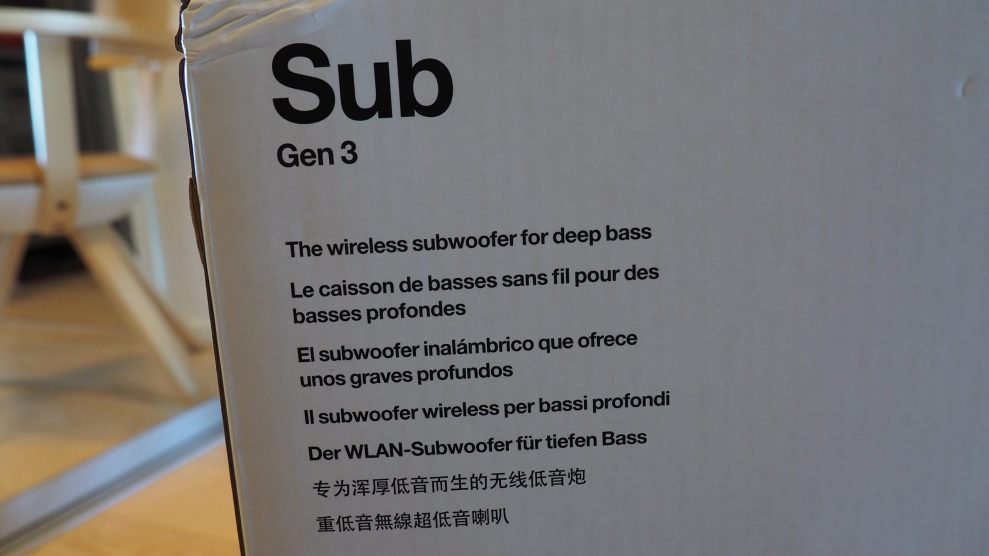 Sub
Gen 3
The wireless subwoofer for deep bass
Le caisson de basses sans fil pour des
basses profondes
El subwoofer inalámbrico que ofrece
unos graves profundos
Il subwoofer wireless per bassi profondi
Der WLAN-Subwoofer für tiefen Bass
专为浑厚低音而生的无线低音炮
重低音無線超低音喇叭